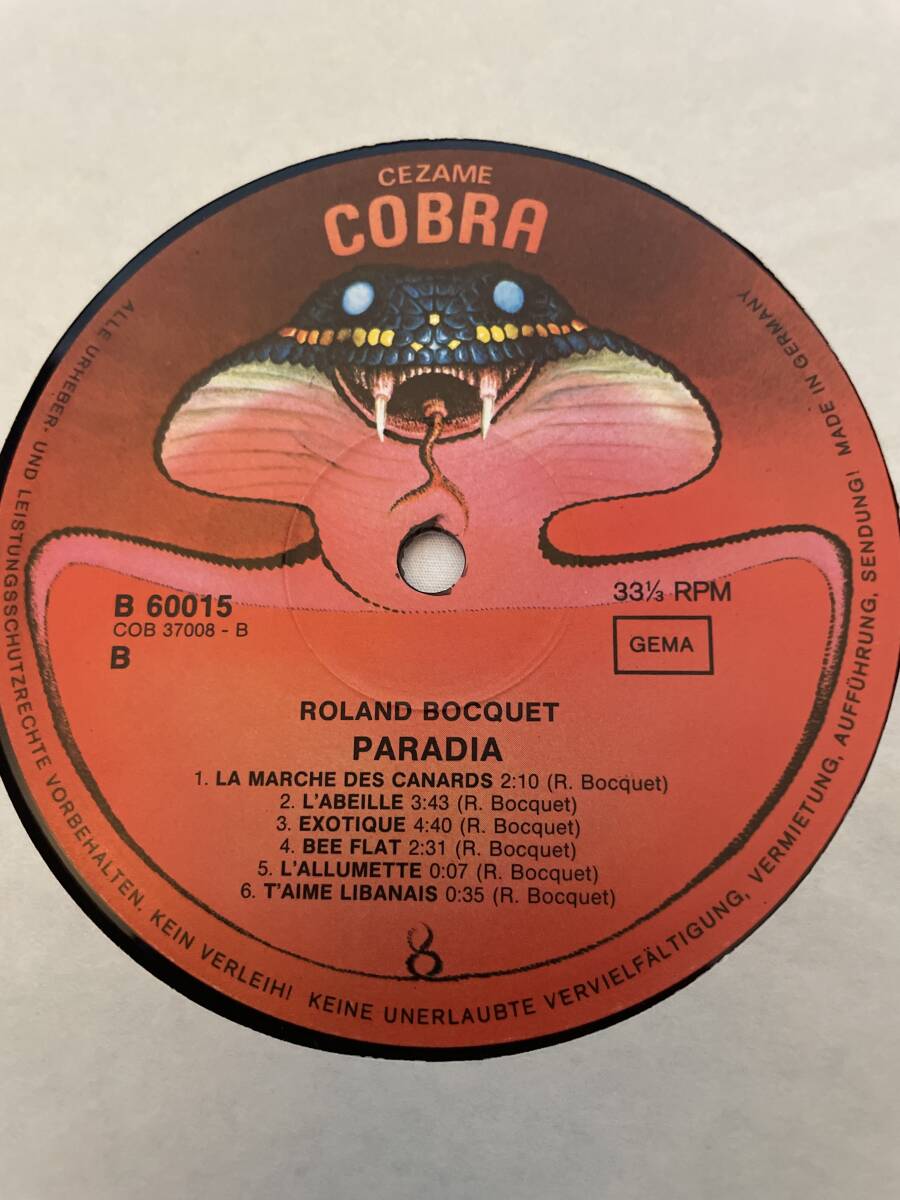 CEZAME
COBRA
B 60015
COB 37008 - B
B
33⅓ RPM
GEMA
ROLAND BOCQUET
PARADIA
1. LA MARCHE DES CANARDS 2:10 (R. Bocquet)
2. L'ABEILLE 3:43 (R. Bocquet)
3. EXOTIQUE 4:40 (R. Bocquet)
4. BEE FLAT 2:31 (R. Bocquet)
5. L'ALLUMETTE 0:07 (R. Bocquet)
6. T'AIME LIBANAIS 0:35 (R. Bocquet)
ALLE URHEBER- UND LEISTUNGSSCHUTZRECHTE VORBEHALTEN. KEIN VERLEIH! KEINE UNERLAUBTE VERVIELFÄLTIGUNG, VERMIETUNG, AUFFÜHRUNG, SENDUNG! MADE IN GERMANY